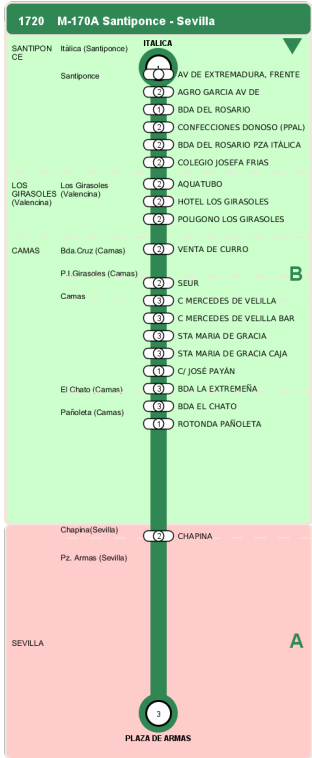 1720 M-170A Santiponce - Sevilla
SANTIPON
CE
Itálica (Santiponce)
ITALICA
1
Santiponce
AV DE EXTREMADURA, FRENTE
2 AGRO GARCIA AV DE
1 BDA DEL ROSARIO
2 CONFECCIONES DONOSO (PPAL)
2 BDA DEL ROSARIO PZA ITÁLICA
2 COLEGIO JOSEFA FRIAS
LOS
GIRASOLES
(Valencina)
Los Girasoles
(Valencina)
2 AQUATUBO
2 HOTEL LOS GIRASOLES
2 POLIGONO LOS GIRASOLES
CAMAS
Bda.Cruz (Camas)
2 VENTA DE CURRO
P.I.Girasoles (Camas)
B
2 SEUR
Camas
3 C MERCEDES DE VELILLA
3 C MERCEDES DE VELILLA BAR
3 STA MARIA DE GRACIA
3 STA MARIA DE GRACIA CAJA
1 C/ JOSÉ PAYÁN
El Chato (Camas)
3 BDA LA EXTREMEÑA
3 BDA EL CHATO
Pañoleta (Camas)
1 ROTONDA PAÑOLETA
Chapina(Sevilla)
2 CHAPINA
Pz. Armas (Sevilla)
SEVILLA
A
3
PLAZA DE ARMAS